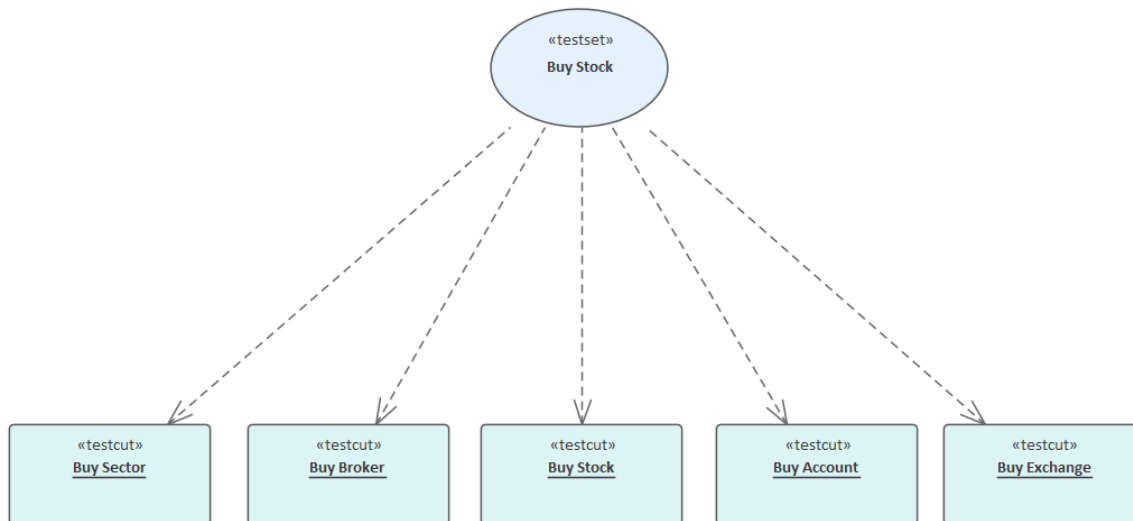 «testset»
Buy Stock
«testcut»
Buy Sector
«testcut»
Buy Broker
«testcut»
Buy Stock
«testcut»
Buy Account
«testcut»
Buy Exchange